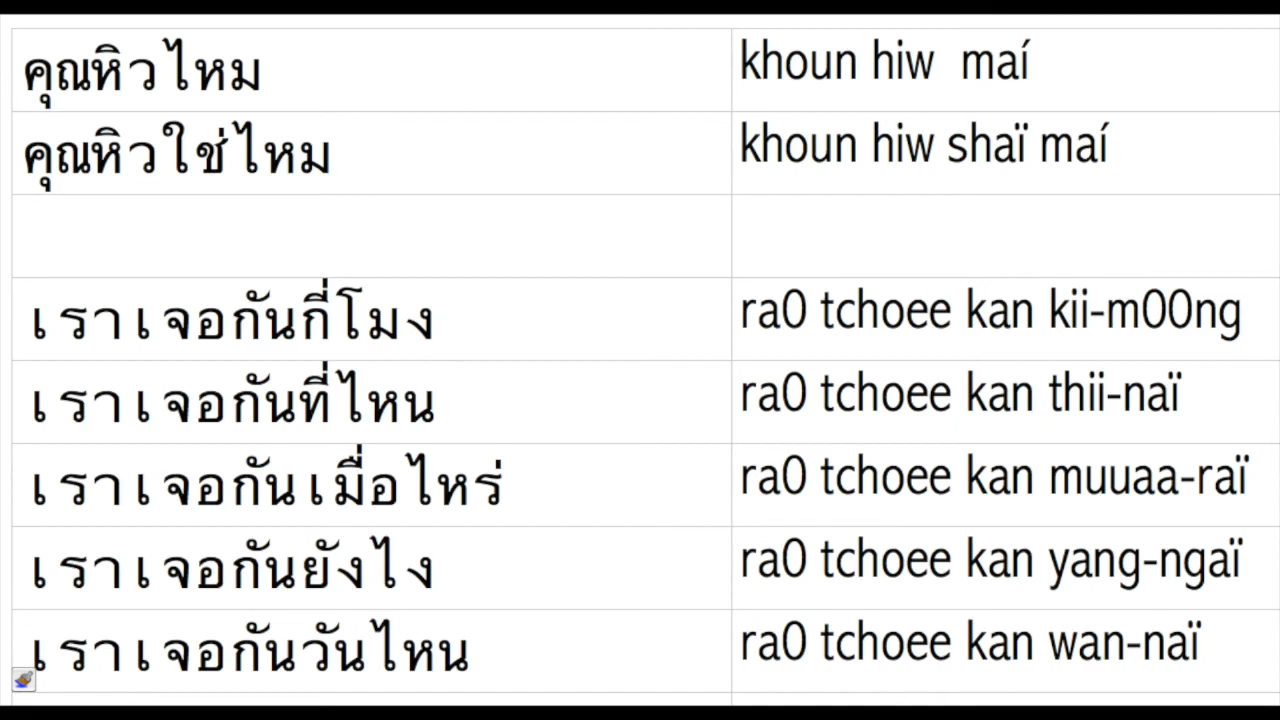 คุณหิวไหม khoun hiw maí
คุณหิวใช่ไหม khoun hiw shaï maí
เราเจอกันกี่โมง ra0 tchoee kan kii-m00ng
เราเจอกันที่ไหน ra0 tchoee kan thii-naï
เราเจอกันเมื่อไหร่ ra0 tchoee kan muuaa-raï
เราเจอกันยังไง ra0 tchoee kan yang-ngaï
เราเจอกันวันไหน ra0 tchoee kan wan-naï